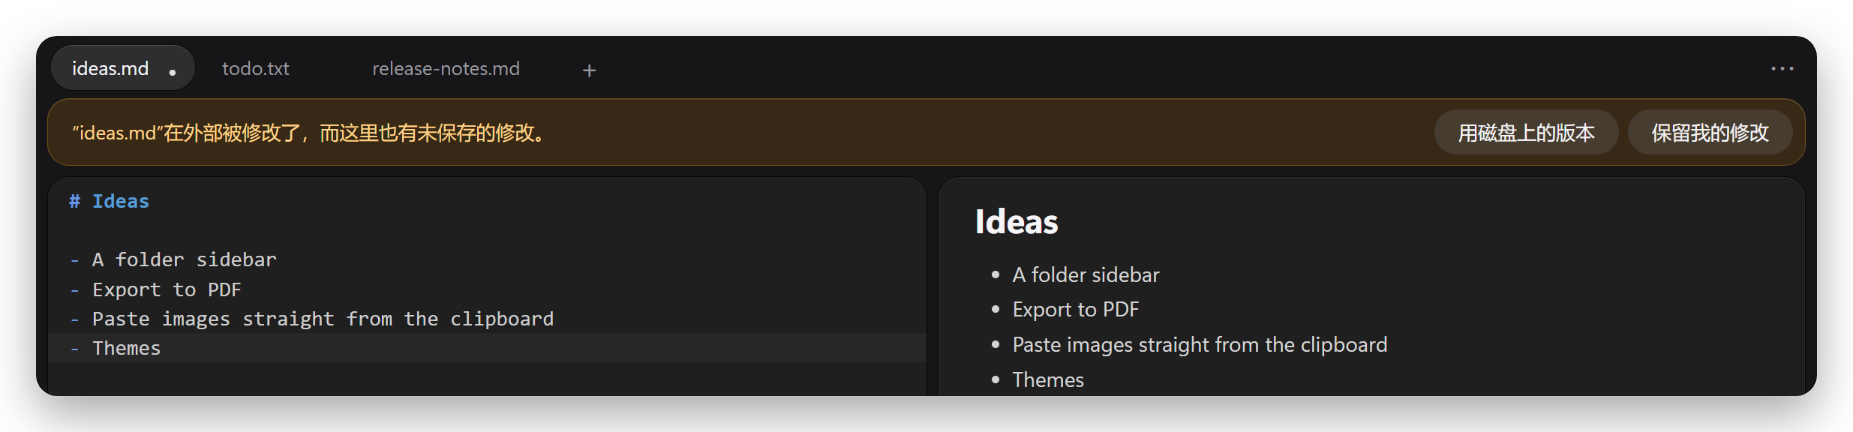 ideas.md
todo.txt
release-notes.md
+
"ideas.md"在外部被修改了，而这里也有未保存的修改。
用磁盘上的版本
保留我的修改
# Ideas
- A folder sidebar
- Export to PDF
- Paste images straight from the clipboard
- Themes
Ideas
• A folder sidebar
• Export to PDF
• Paste images straight from the clipboard
• Themes